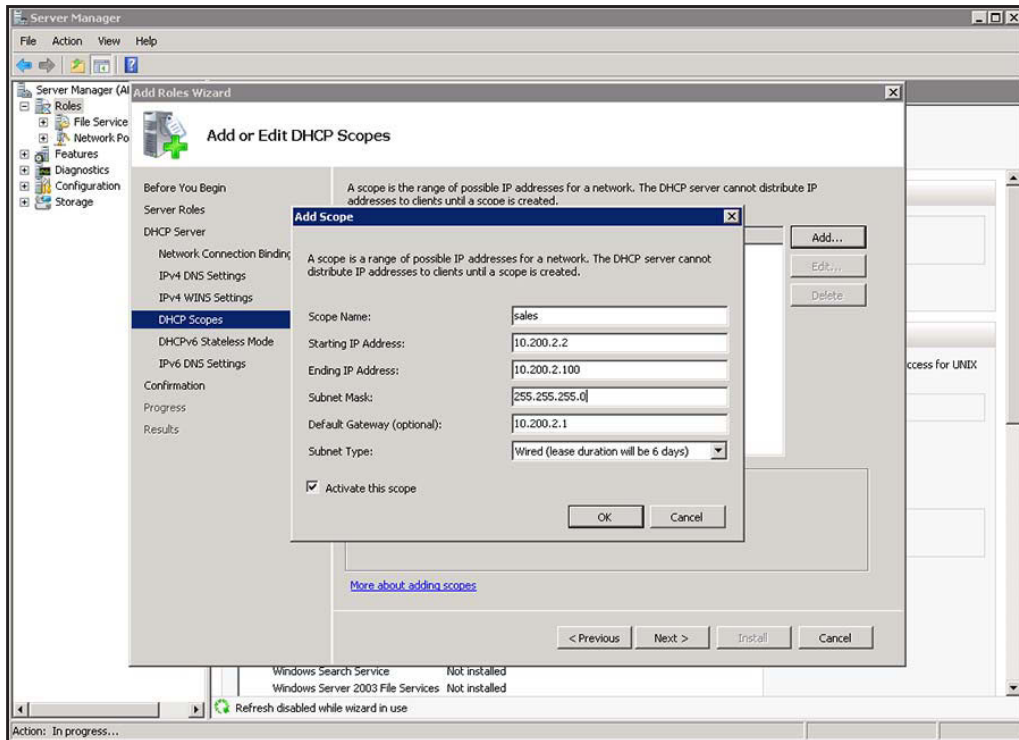 Server Manager
File Action View Help
Server Manager (Al
Roles
File Service
Network Po
Features
Diagnostics
Configuration
Storage
Add Roles Wizard
Add or Edit DHCP Scopes
Before You Begin
Server Roles
DHCP Server
Network Connection Binding
IPv4 DNS Settings
IPv4 WINS Settings
DHCP Scopes
DHCPv6 Stateless Mode
IPv6 DNS Settings
Confirmation
Progress
Results
A scope is the range of possible IP addresses for a network. The DHCP server cannot distribute IP
addresses to clients until a scope is created.
Add...
Edit...
Delete
Add Scope
A scope is a range of possible IP addresses for a network. The DHCP server cannot
distribute IP addresses to clients until a scope is created.
Scope Name: sales
Starting IP Address: 10.200.2.2
Ending IP Address: 10.200.2.100
Subnet Mask: 255.255.255.0
Default Gateway (optional): 10.200.2.1
Subnet Type: Wired (lease duration will be 6 days)
Activate this scope
OK Cancel
More about adding scopes
< Previous Next > Install Cancel
ccess for UNIX
Windows Search Service Not installed
Windows Server 2003 File Services Not installed
Refresh disabled while wizard in use
Action: In progress...